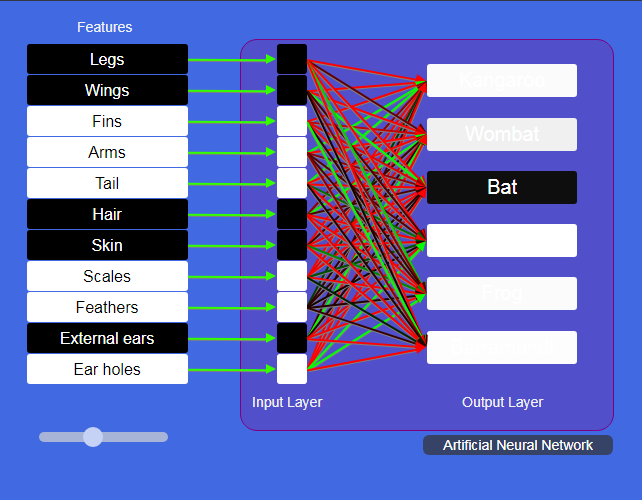 Features
Legs
Wings
Fins
Arms
Tail
Hair
Skin
Scales
Feathers
External ears
Ear holes
Kangaroo
Wombat
Bat
Frog
Input Layer
Output Layer
Artificial Neural Network